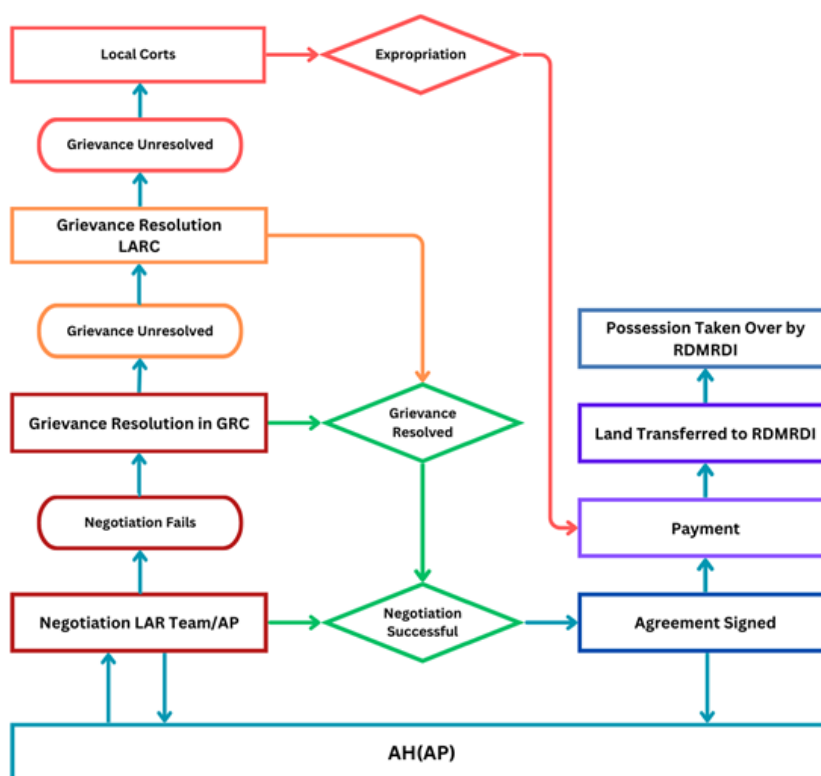 Local Corts
Expropriation
Grievance Unresolved
Grievance Resolution
LARC
Grievance Unresolved
Possession Taken Over by
RDMRDI
Grievance Resolution in GRC
Grievance
Resolved
Land Transferred to RDMRDI
Negotiation Fails
Payment
Negotiation LAR Team/AP
Negotiation
Successful
Agreement Signed
AH(AP)